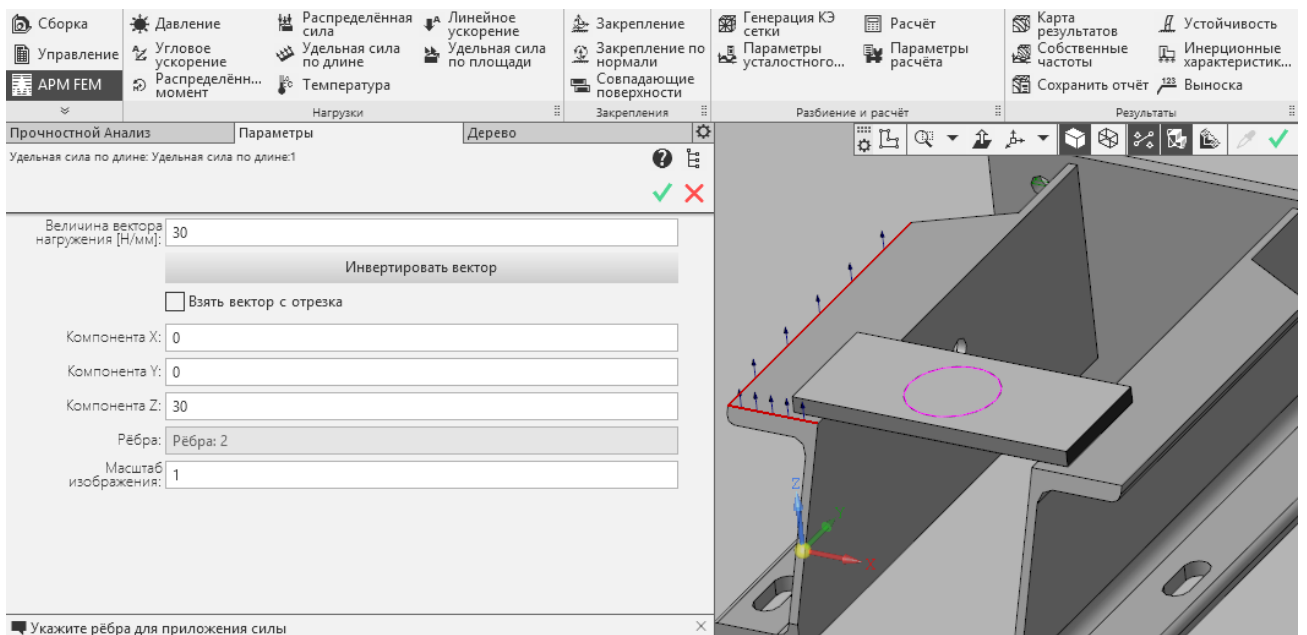 Сборка
Управление
APM FEM
Давление
Угловое
ускорение
Распределённ...
момент
Распределённая
сила
Удельная сила
по длине
Температура
Линейное
ускорение
Удельная сила
по площади
Нагрузки
Закрепление
Закрепление по
нормали
Совпадающие
поверхности
Закрепления
Генерация КЭ
сетки
Параметры
усталостного...
Расчёт
Параметры
расчёта
Разбиение и расчёт
Карта
результатов
Собственные
частоты
Сохранить отчёт
Устойчивость
Инерционные
характеристик...
123
Выноска
Результаты
Прочностной Анализ
Параметры
Дерево
Удельная сила по длине: Удельная сила по длине:1
Величина вектора
нагружения [Н/мм]:
30
Инвертировать вектор
Взять вектор с отрезка
Компонента X: 0
Компонента Y: 0
Компонента Z: 30
Рёбра: Рёбра: 2
Масштаб
изображения:
1
Укажите рёбра для приложения силы
Z
Y
X